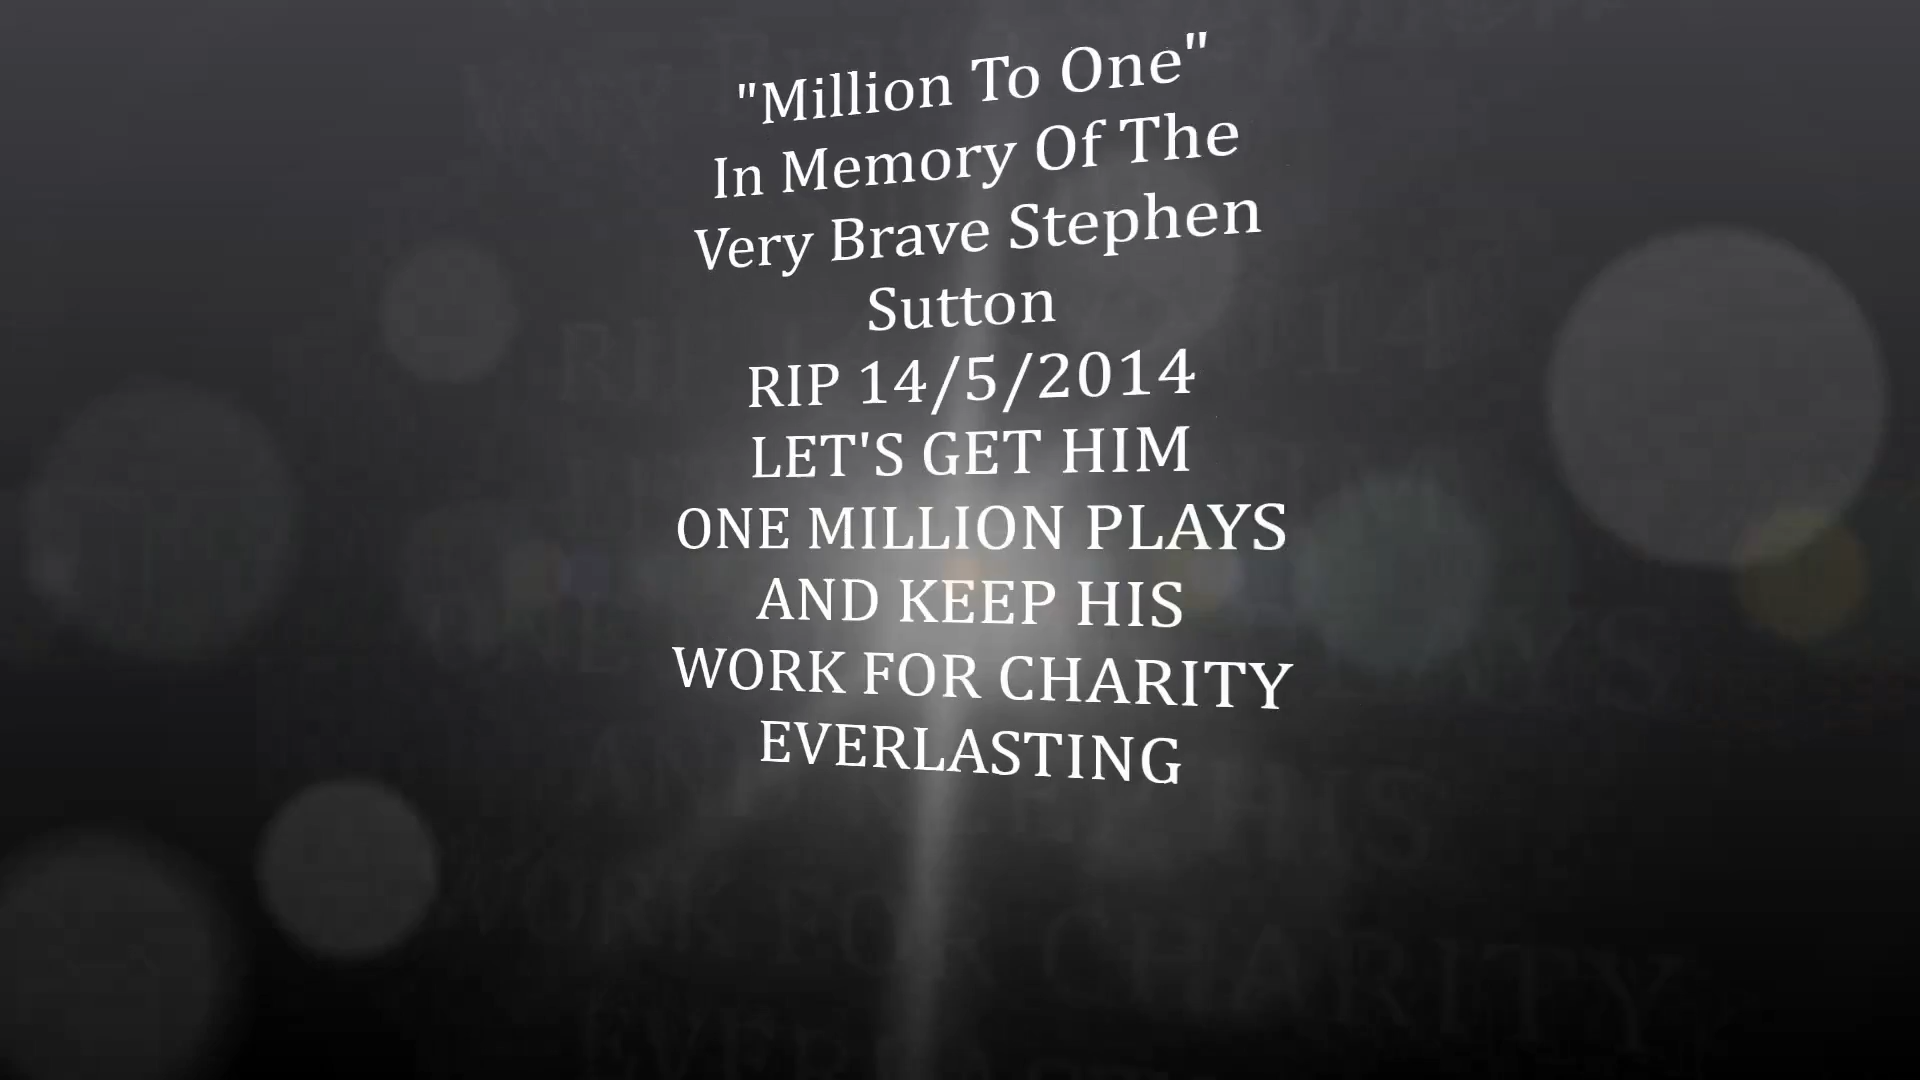 "Million To One"
In Memory Of The
Very Brave Stephen
Sutton
RIP 14/5/2014
LET'S GET HIM
ONE MILLION PLAYS
AND KEEP HIS
WORK FOR CHARITY
EVERLASTING